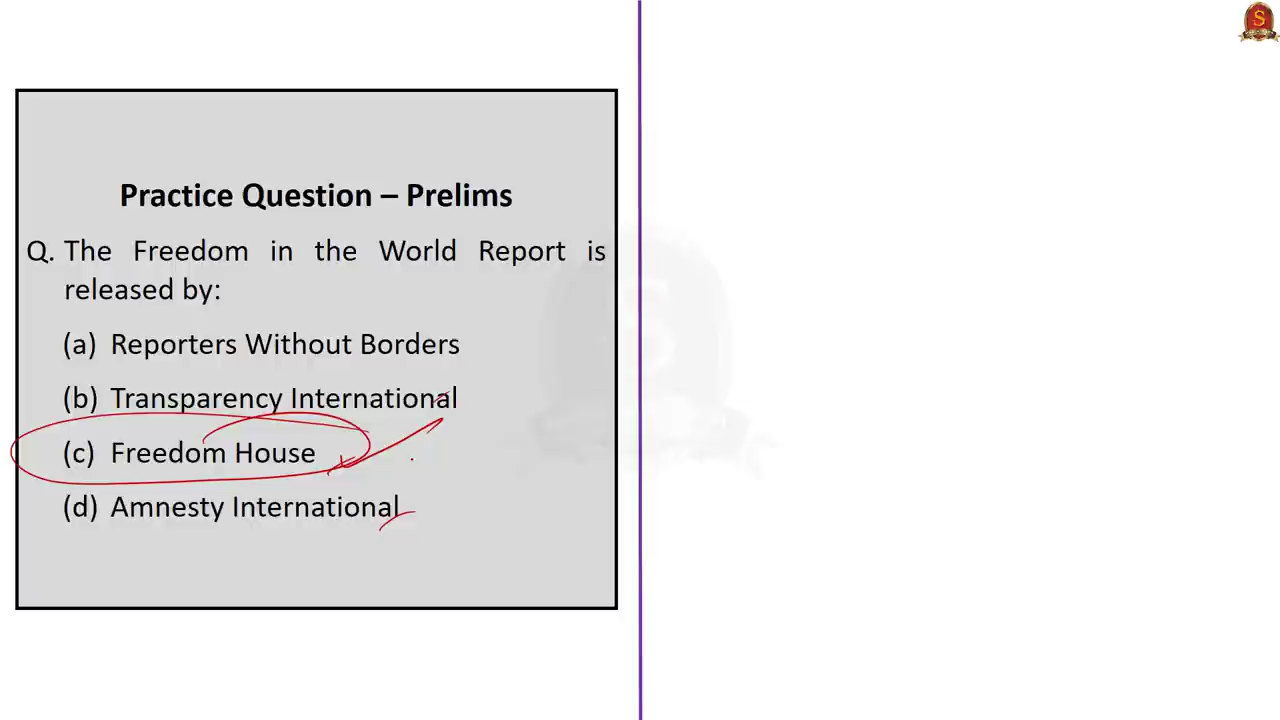 Practice Question – Prelims
Q. The Freedom in the World Report is
released by:
(a) Reporters Without Borders
(b) Transparency International
(c) Freedom House
(d) Amnesty International
S